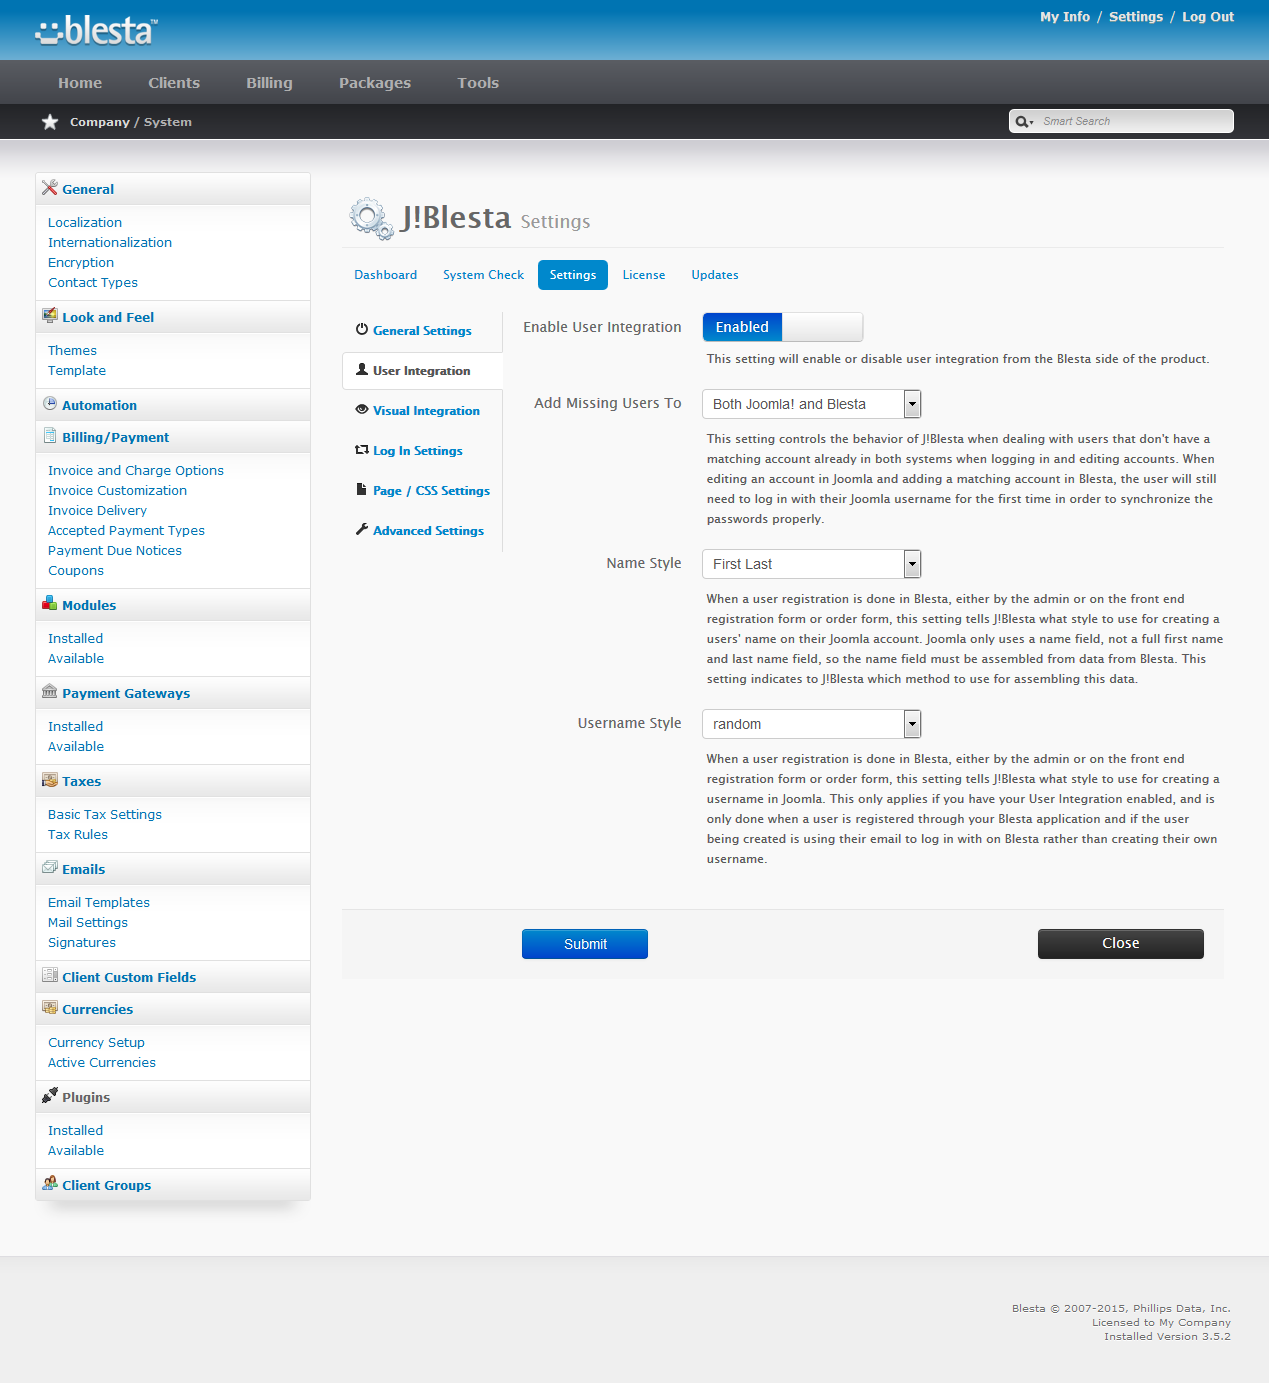 blesta™
My Info / Settings / Log Out
Home Clients Billing Packages Tools
Company / System
Smart Search
General
Localization
Internationalization
Encryption
Contact Types
Look and Feel
Themes
Template
Automation
Billing/Payment
Invoice and Charge Options
Invoice Customization
Invoice Delivery
Accepted Payment Types
Payment Due Notices
Coupons
Modules
Installed
Available
Payment Gateways
Installed
Available
Taxes
Basic Tax Settings
Tax Rules
Emails
Email Templates
Mail Settings
Signatures
Client Custom Fields
Currencies
Currency Setup
Active Currencies
Plugins
Installed
Available
Client Groups
J!Blesta Settings
Dashboard System Check Settings License Updates
General Settings
User Integration
Visual Integration
Log In Settings
Page / CSS Settings
Advanced Settings
Enable User Integration Enabled
This setting will enable or disable user integration from the Blesta side of the product.
Add Missing Users To Both Joomla! and Blesta
This setting controls the behavior of J!Blesta when dealing with users that don't have a
matching account already in both systems when logging in and editing accounts. When
editing an account in Joomla and adding a matching account in Blesta, the user will still
need to log in with their Joomla username for the first time in order to synchronize the
passwords properly.
Name Style First Last
When a user registration is done in Blesta, either by the admin or on the front end
registration form or order form, this setting tells J!Blesta what style to use for creating a
users' name on their Joomla account. Joomla only uses a name field, not a full first name
and last name field, so the name field must be assembled from data from Blesta. This
setting indicates to J!Blesta which method to use for assembling this data.
Username Style random
When a user registration is done in Blesta, either by the admin or on the front end
registration form or order form, this setting tells J!Blesta what style to use for creating a
username in Joomla. This only applies if you have your User Integration enabled, and is
only done when a user is registered through your Blesta application and if the user
being created is using their email to log in with on Blesta rather than creating their own
username.
Submit Close
Blesta © 2007-2015, Phillips Data, Inc.
Licensed to My Company
Installed Version 3.5.2